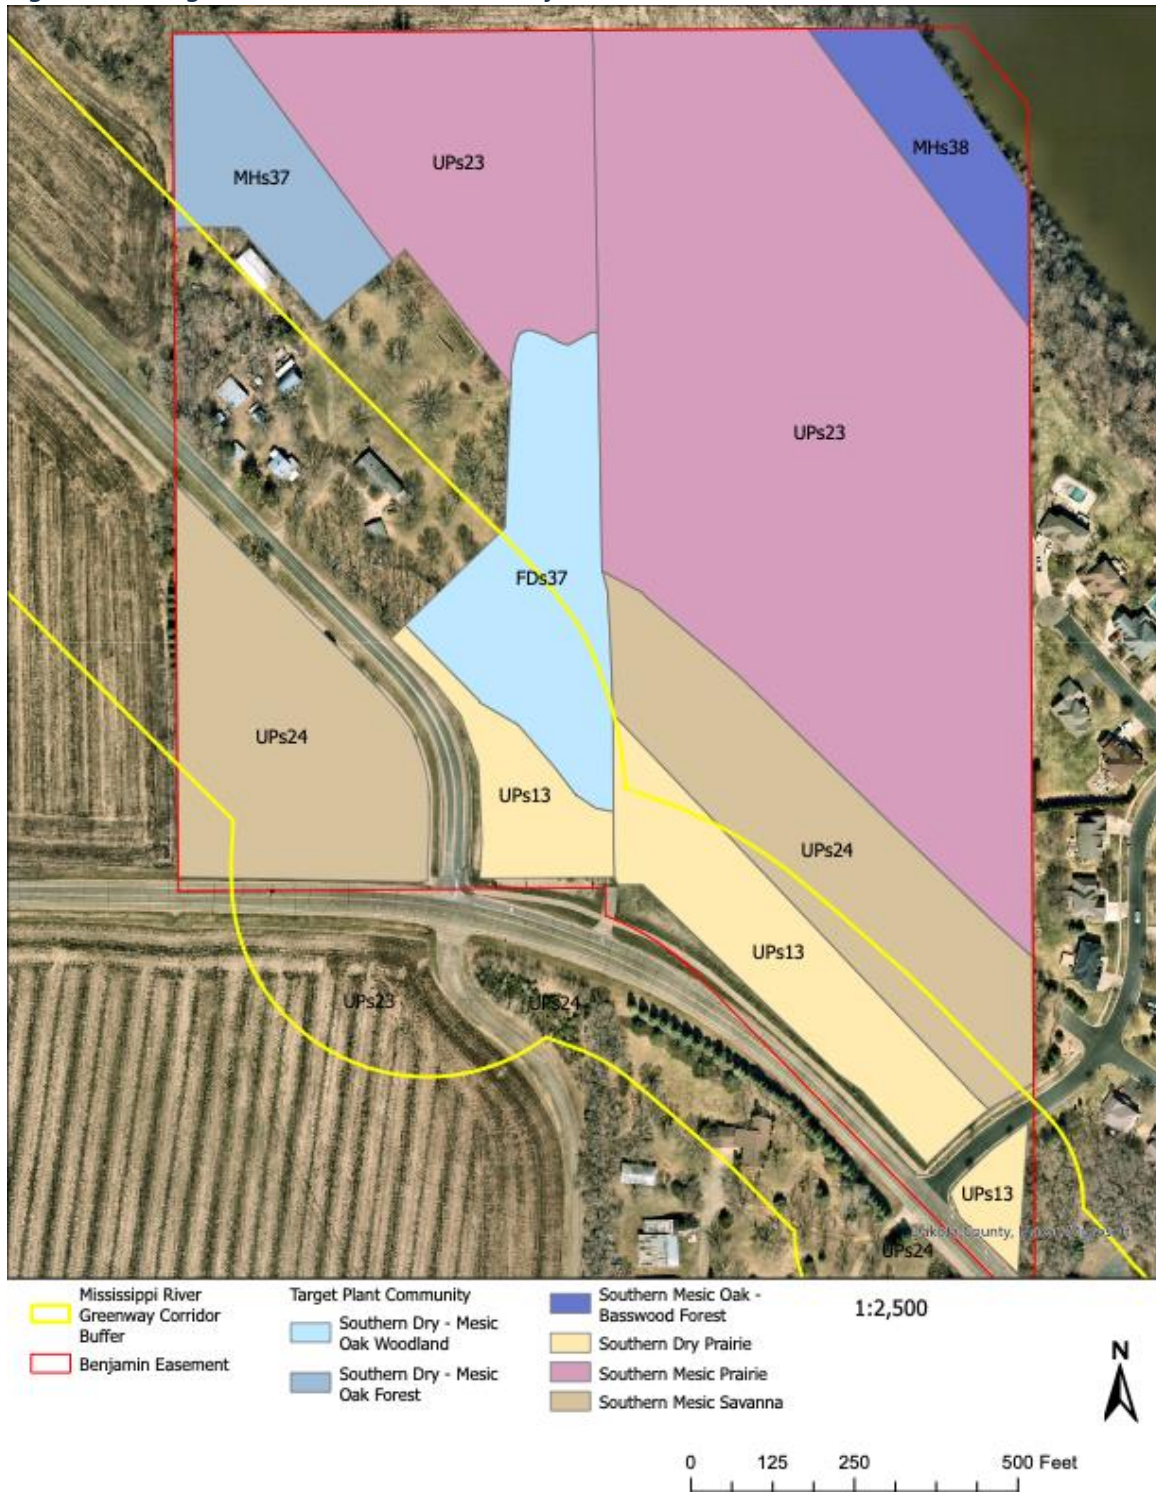 MHs38
UPs23
MHs37
UPs23
FDs37
UPs24
UPs13
UPs24
UPs13
UPs23
UPs24
UPs13
UPs24
Mississippi River
Greenway Corridor
Buffer
Benjamin Easement
Target Plant Community
Southern Dry - Mesic
Oak Woodland
Southern Dry - Mesic
Oak Forest
Southern Mesic Oak -
Basswood Forest
Southern Dry Prairie
Southern Mesic Prairie
Southern Mesic Savanna
1:2,500
N
0 125 250 500 Feet